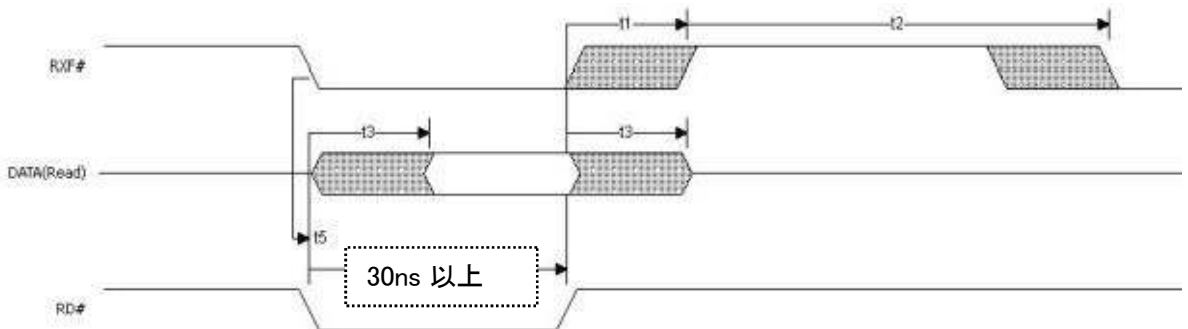 t1
t2
RXF#
t3
t3
DATA(Read)
t5
30ns 以上
RD#